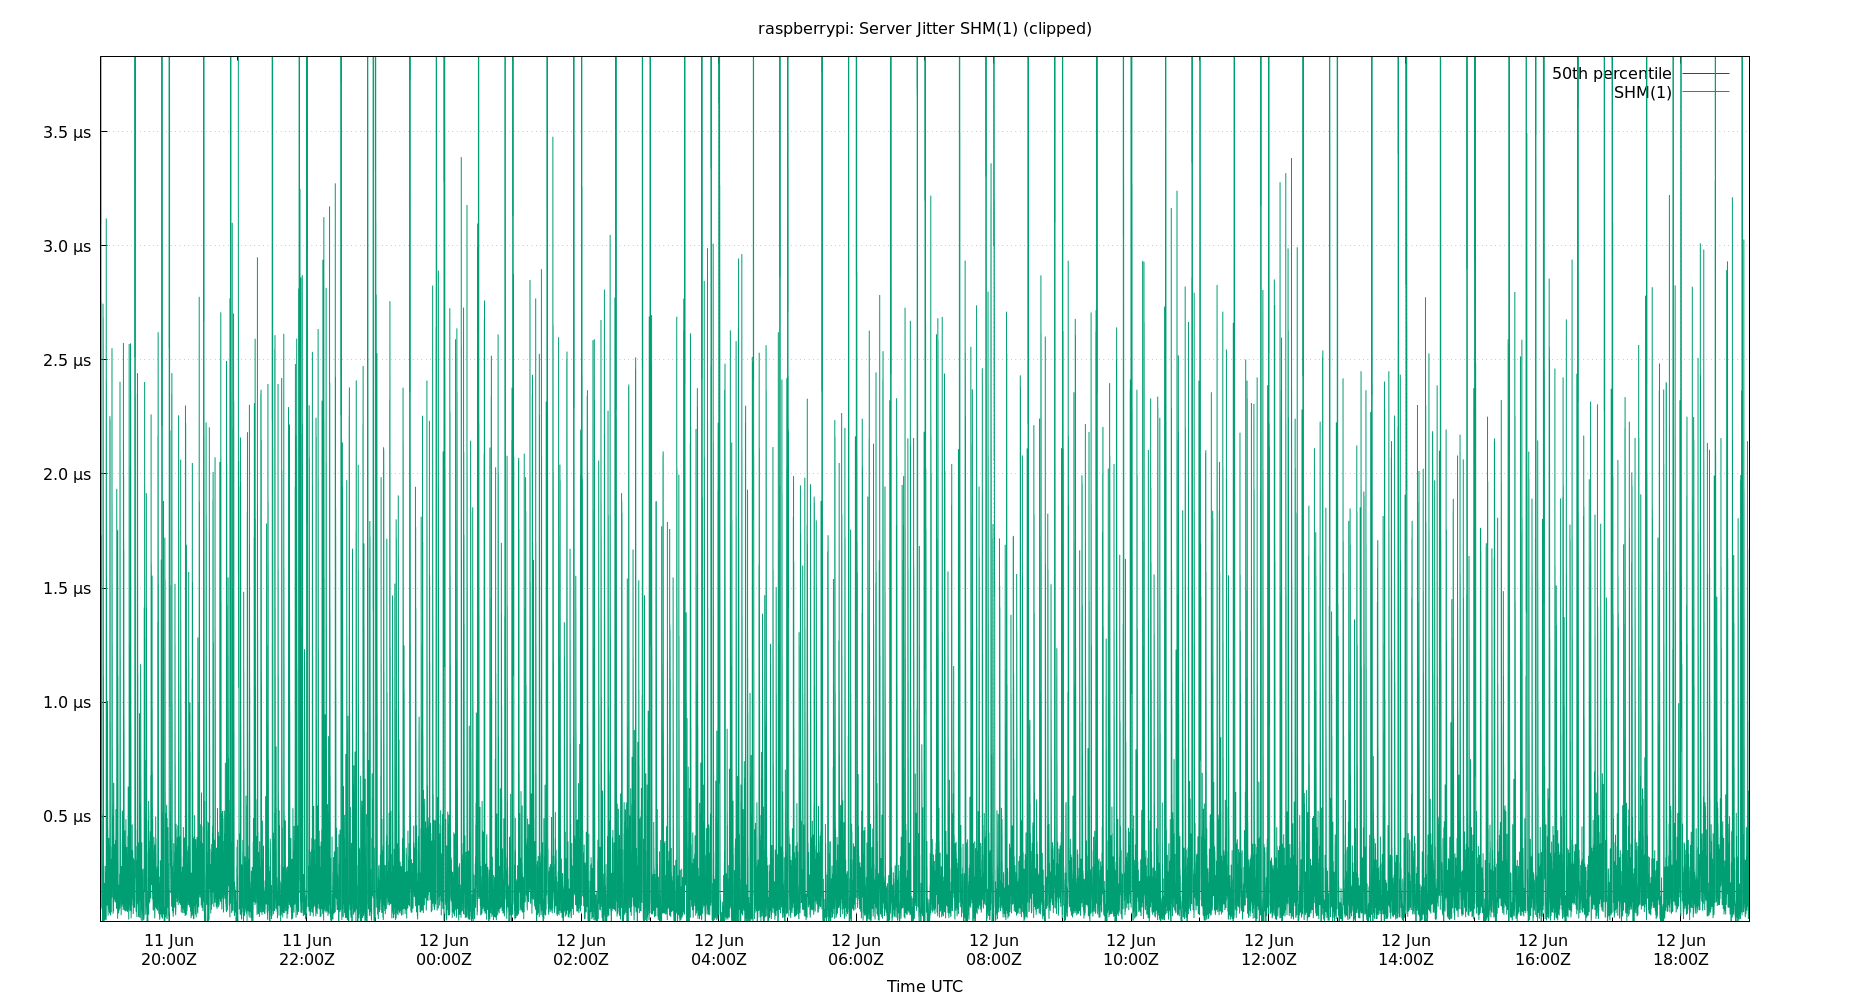 raspberrypi: Server Jitter SHM(1) (clipped)
50th percentile
SHM(1)
3.5 µs
3.0 µs
2.5 µs
2.0 µs
1.5 µs
1.0 µs
0.5 µs
11 Jun 11 Jun 12 Jun 12 Jun 12 Jun 12 Jun 12 Jun 12 Jun 12 Jun 12 Jun 12 Jun 12 Jun
20:00Z 22:00Z 00:00Z 02:00Z 04:00Z 06:00Z 08:00Z 10:00Z 12:00Z 14:00Z 16:00Z 18:00Z
Time UTC